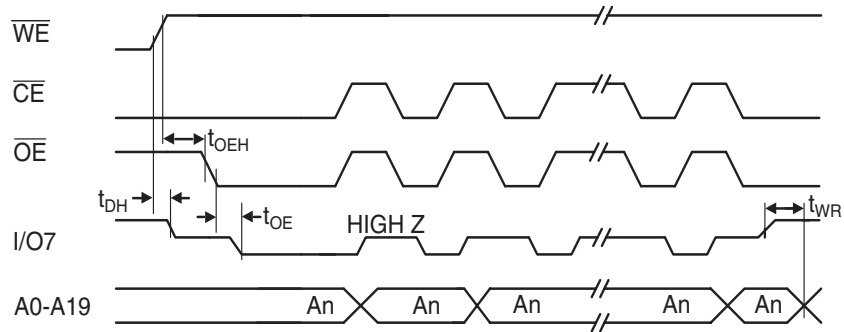 WE
CE
tOEH
OE
tDH
tOE
HIGH Z
tWR
I/O7
A0-A19 An An An An An